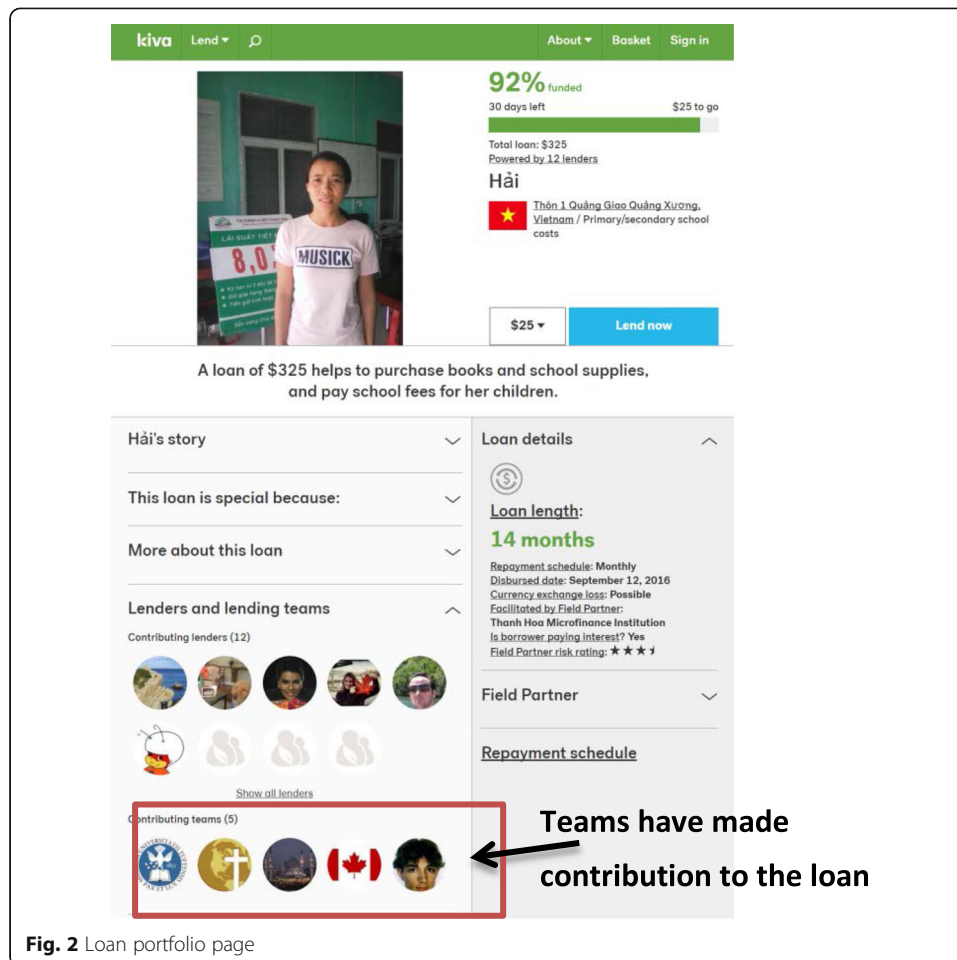 kiva Lend About Basket Sign in
92% funded
30 days left $25 to go
Total loan: $325
Powered by 12 lenders
Hải
Thôn 1 Quảng Giao Quảng Xương,
Vietnam / Primary/secondary school
costs
LÃI SUẤT TIẾT
8,0
MUSICK
$25 Lend now
A loan of $325 helps to purchase books and school supplies,
and pay school fees for her children.
Hải's story
This loan is special because:
More about this loan
Lenders and lending teams
Contributing lenders (12)
Show all lenders
Contributing teams (5)
Loan details
Loan length:
14 months
Repayment schedule: Monthly
Disbursed date: September 12, 2016
Currency exchange loss: Possible
Facilitated by Field Partner:
Thanh Hoa Microfinance Institution
Is borrower paying interest? Yes
Field Partner risk rating: ★★★
Field Partner
Repayment schedule
Teams have made
contribution to the loan
Fig. 2 Loan portfolio page